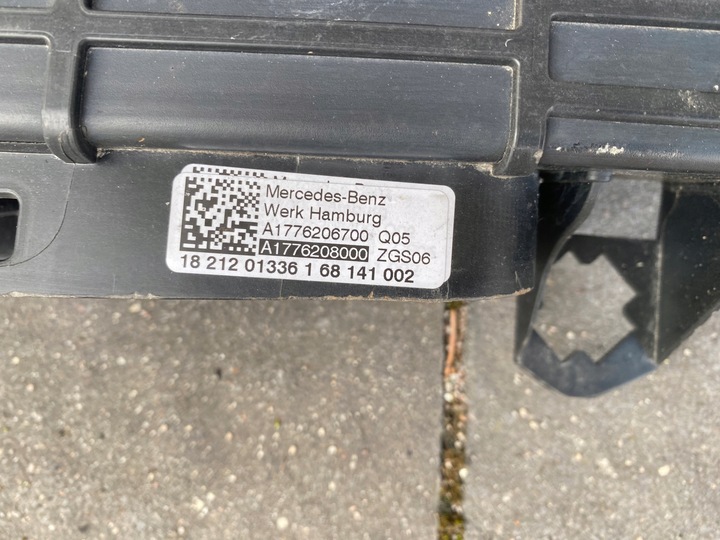 Mercedes-Benz
Werk Hamburg
A1776206700 Q05
A1776208000 ZGS06
18 212 01336 1 68 141 002